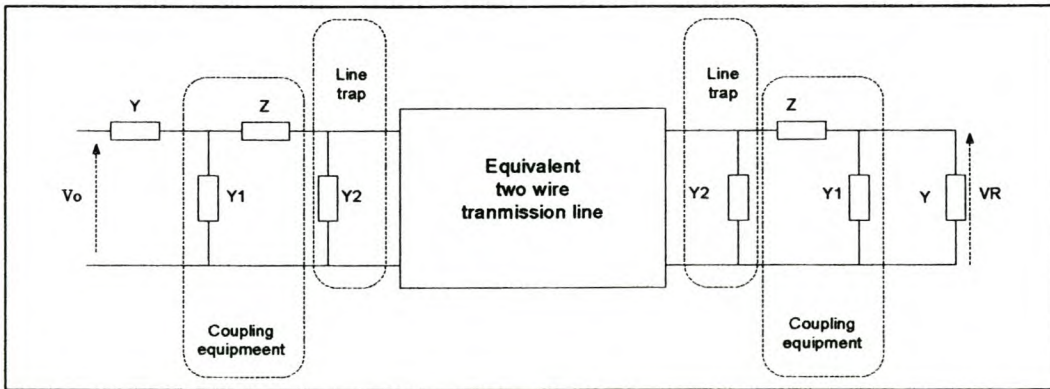 Line
trap
Line
trap
Y
Z
Z
Vo
Y1
Y2
Equivalent
two wire
tranmission line
Y2
Y1
Y
VR
Coupling
equipmeent
Coupling
equipment